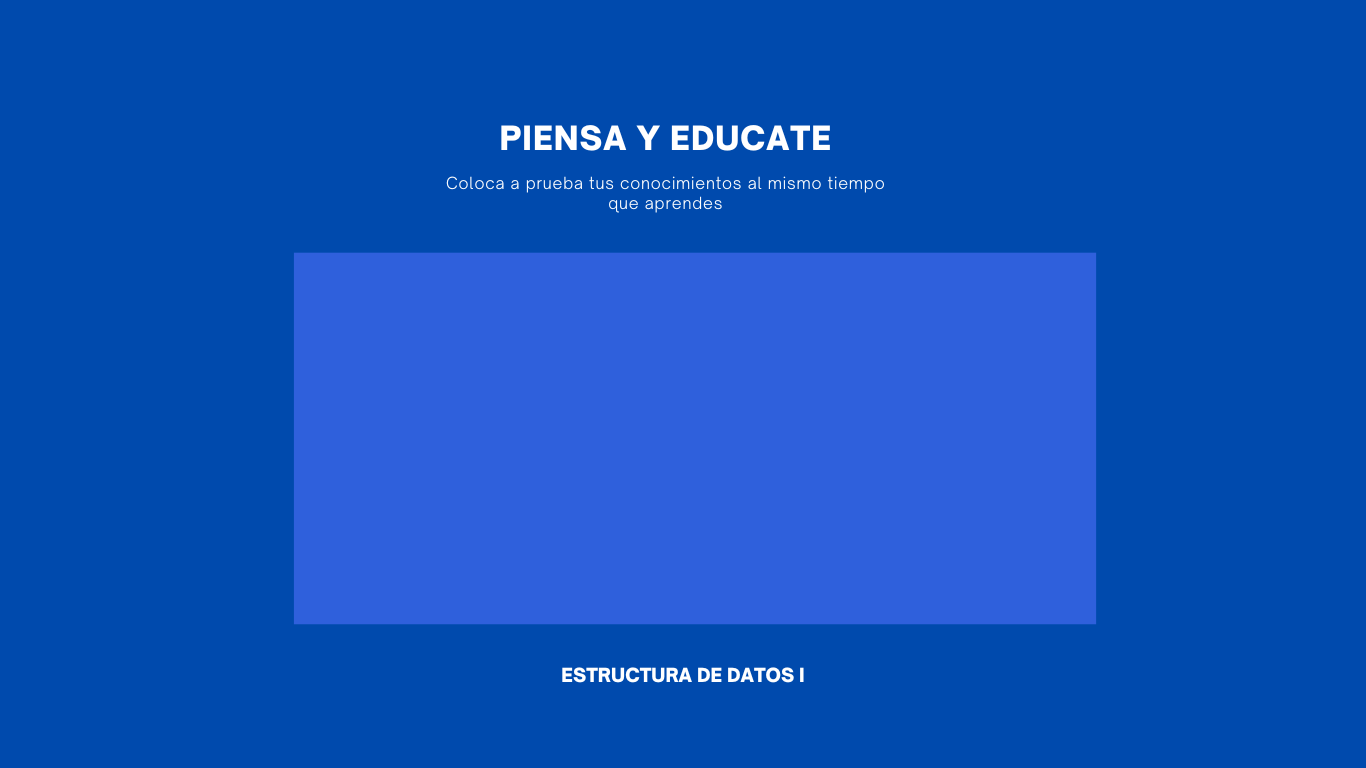 PIENSA Y EDUCATE
Coloca a prueba tus conocimientos al mismo tiempo
que aprendes
ESTRUCTURA DE DATOS I